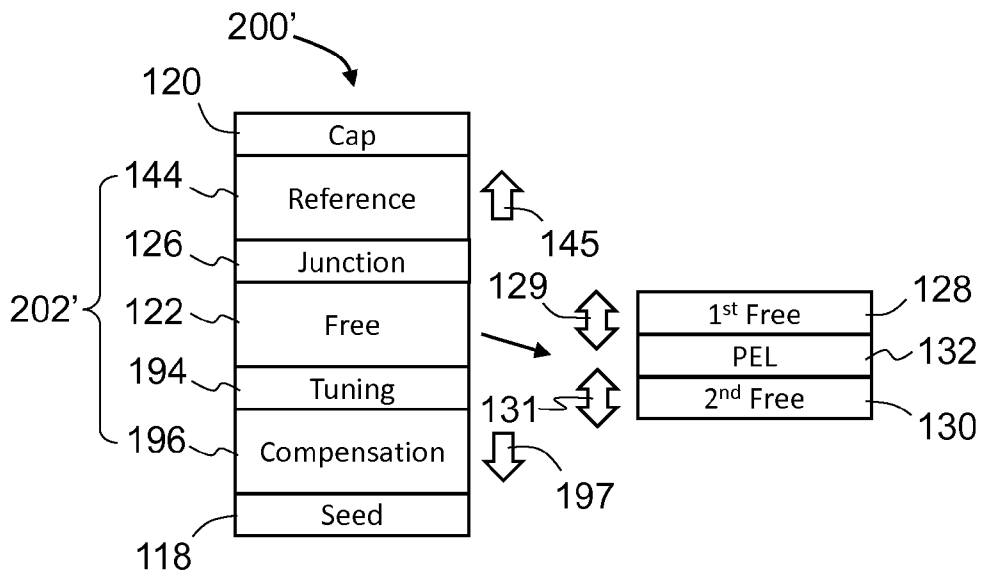 200’
120
Cap
144
Reference
145
126
Junction
202’
122
Free
129
1st Free
128
PEL
132
194
Tuning
131
2nd Free
130
196
Compensation
197
118
Seed